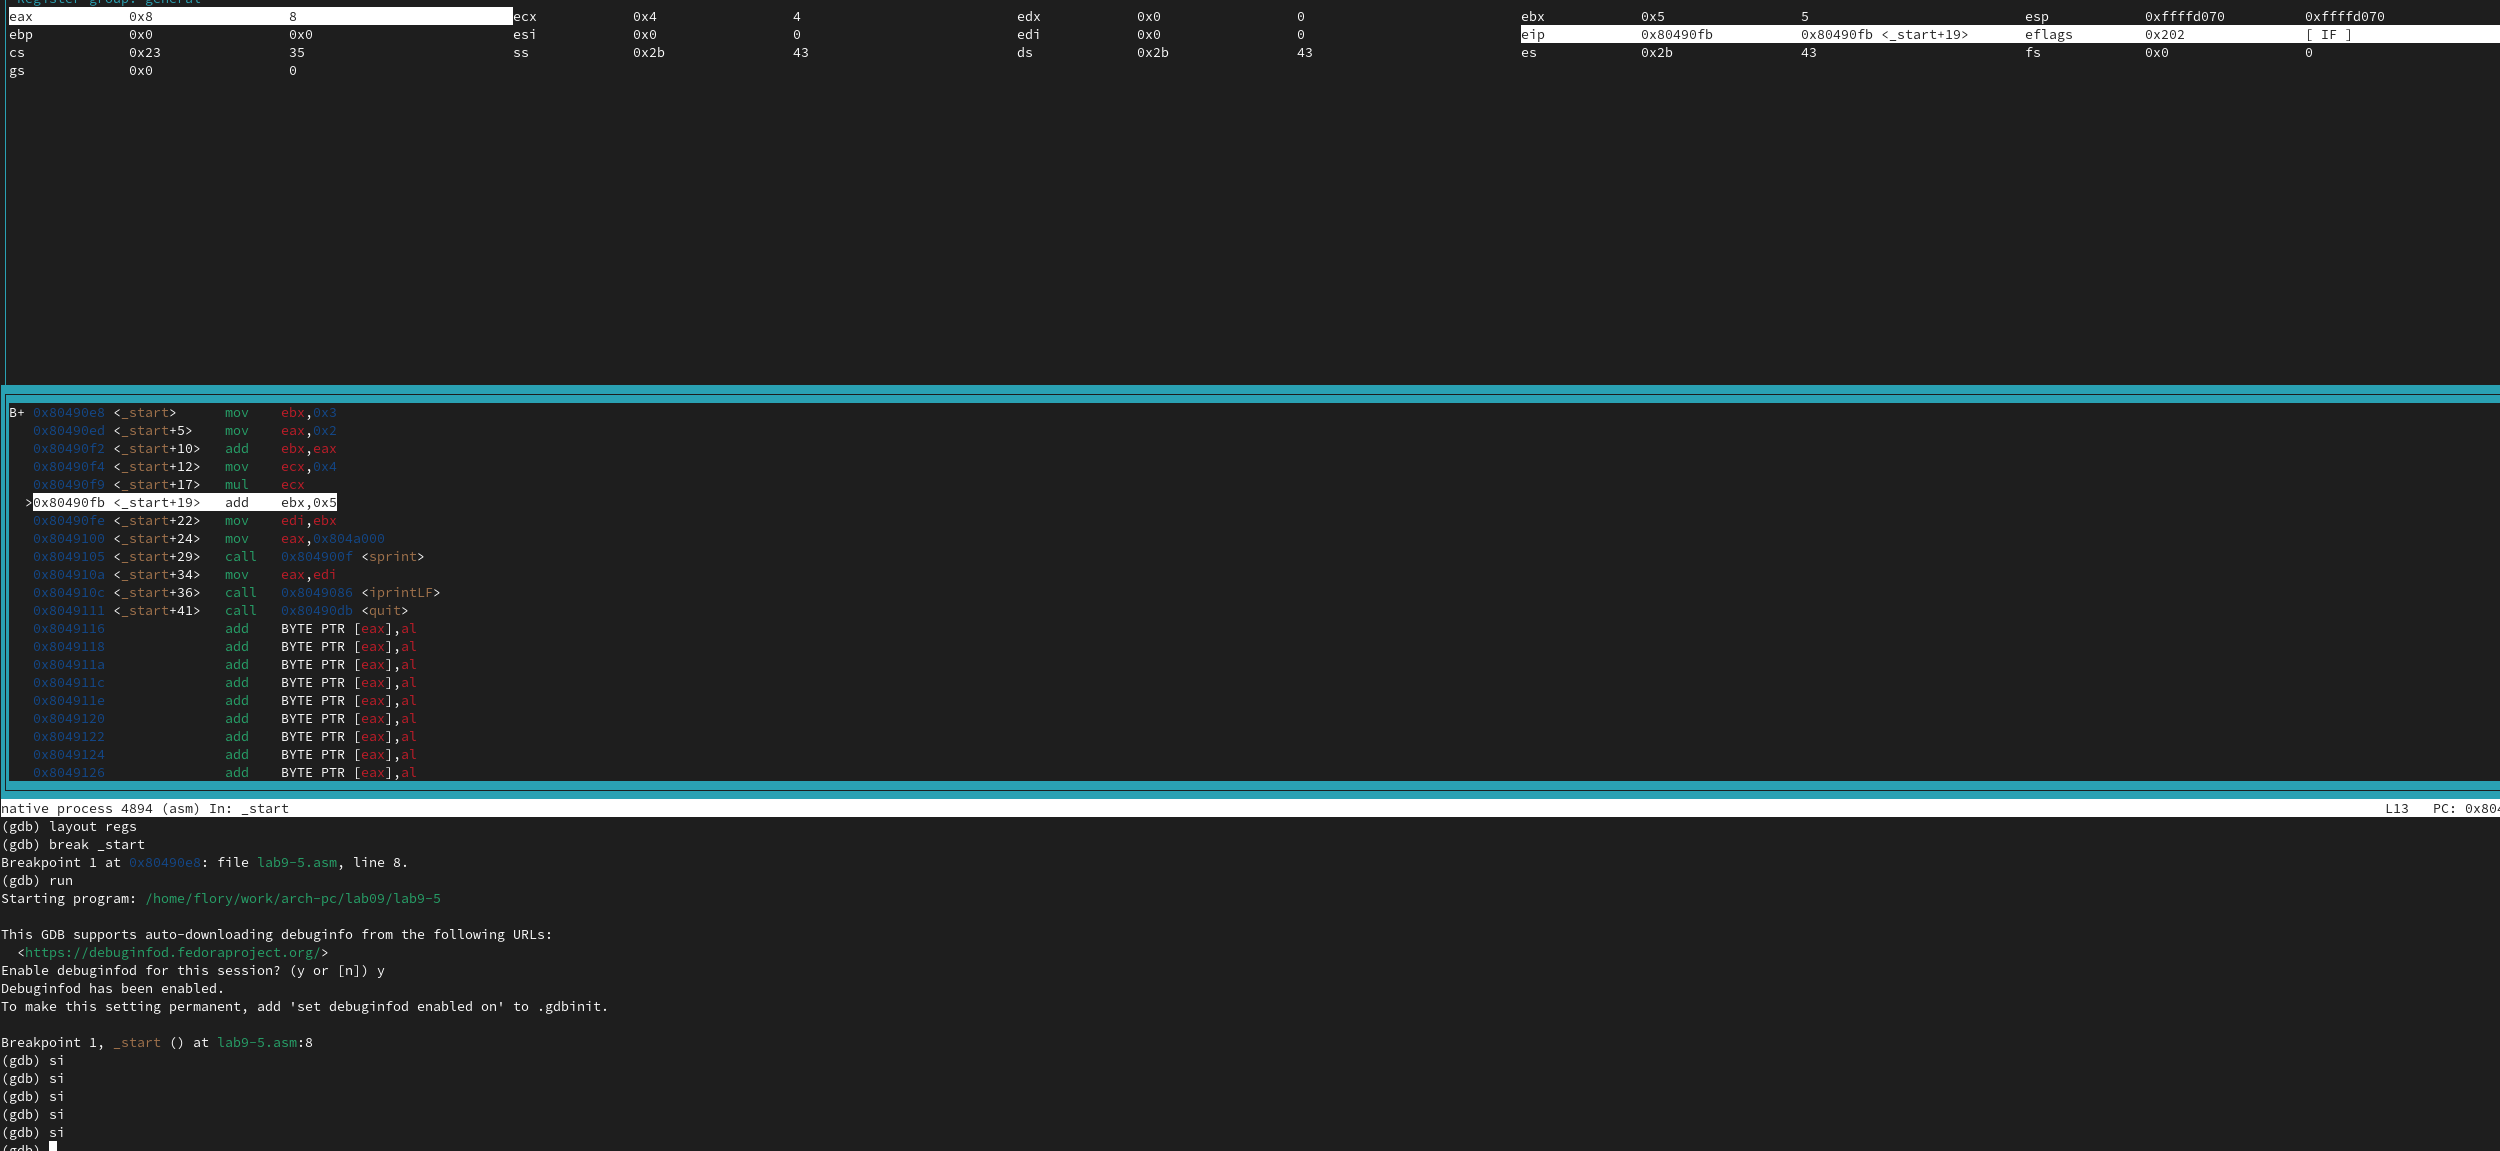 Register group: general
eax 0x8 8 ecx 0x4 4 edx 0x0 0 ebx 0x5 5 esp 0xffffd070 0xffffd070
ebp 0x0 0x0 esi 0x0 0 edi 0x0 0 eip 0x80490fb 0x80490fb <_start+19> eflags 0x202 [ IF ]
cs 0x23 35 ss 0x2b 43 ds 0x2b 43 es 0x2b 43 fs 0x0 0
gs 0x0 0
B+ 0x80490e8 <_start> mov ebx,0x3
0x80490ed <_start+5> mov eax,0x2
0x80490f2 <_start+10> add ebx,eax
0x80490f4 <_start+12> mov ecx,0x4
0x80490f9 <_start+17> mul ecx
>0x80490fb <_start+19> add ebx,0x5
0x80490fe <_start+22> mov edi,ebx
0x8049100 <_start+24> mov eax,0x804a000
0x8049105 <_start+29> call 0x804900f <sprint>
0x804910a <_start+34> mov eax,edi
0x804910c <_start+36> call 0x8049086 <iprintLF>
0x8049111 <_start+41> call 0x80490db <quit>
0x8049116 add BYTE PTR [eax],al
0x8049118 add BYTE PTR [eax],al
0x804911a add BYTE PTR [eax],al
0x804911c add BYTE PTR [eax],al
0x804911e add BYTE PTR [eax],al
0x8049120 add BYTE PTR [eax],al
0x8049122 add BYTE PTR [eax],al
0x8049124 add BYTE PTR [eax],al
0x8049126 add BYTE PTR [eax],al
native process 4894 (asm) In: _start L13 PC: 0x804
(gdb) layout regs
(gdb) break _start
Breakpoint 1 at 0x80490e8: file lab9-5.asm, line 8.
(gdb) run
Starting program: /home/flory/work/arch-pc/lab09/lab9-5
This GDB supports auto-downloading debuginfo from the following URLs:
<https://debuginfod.fedoraproject.org/>
Enable debuginfod for this session? (y or [n]) y
Debuginfod has been enabled.
To make this setting permanent, add 'set debuginfod enabled on' to .gdbinit.
Breakpoint 1, _start () at lab9-5.asm:8
(gdb) si
(gdb) si
(gdb) si
(gdb) si
(gdb) si
(gdb)